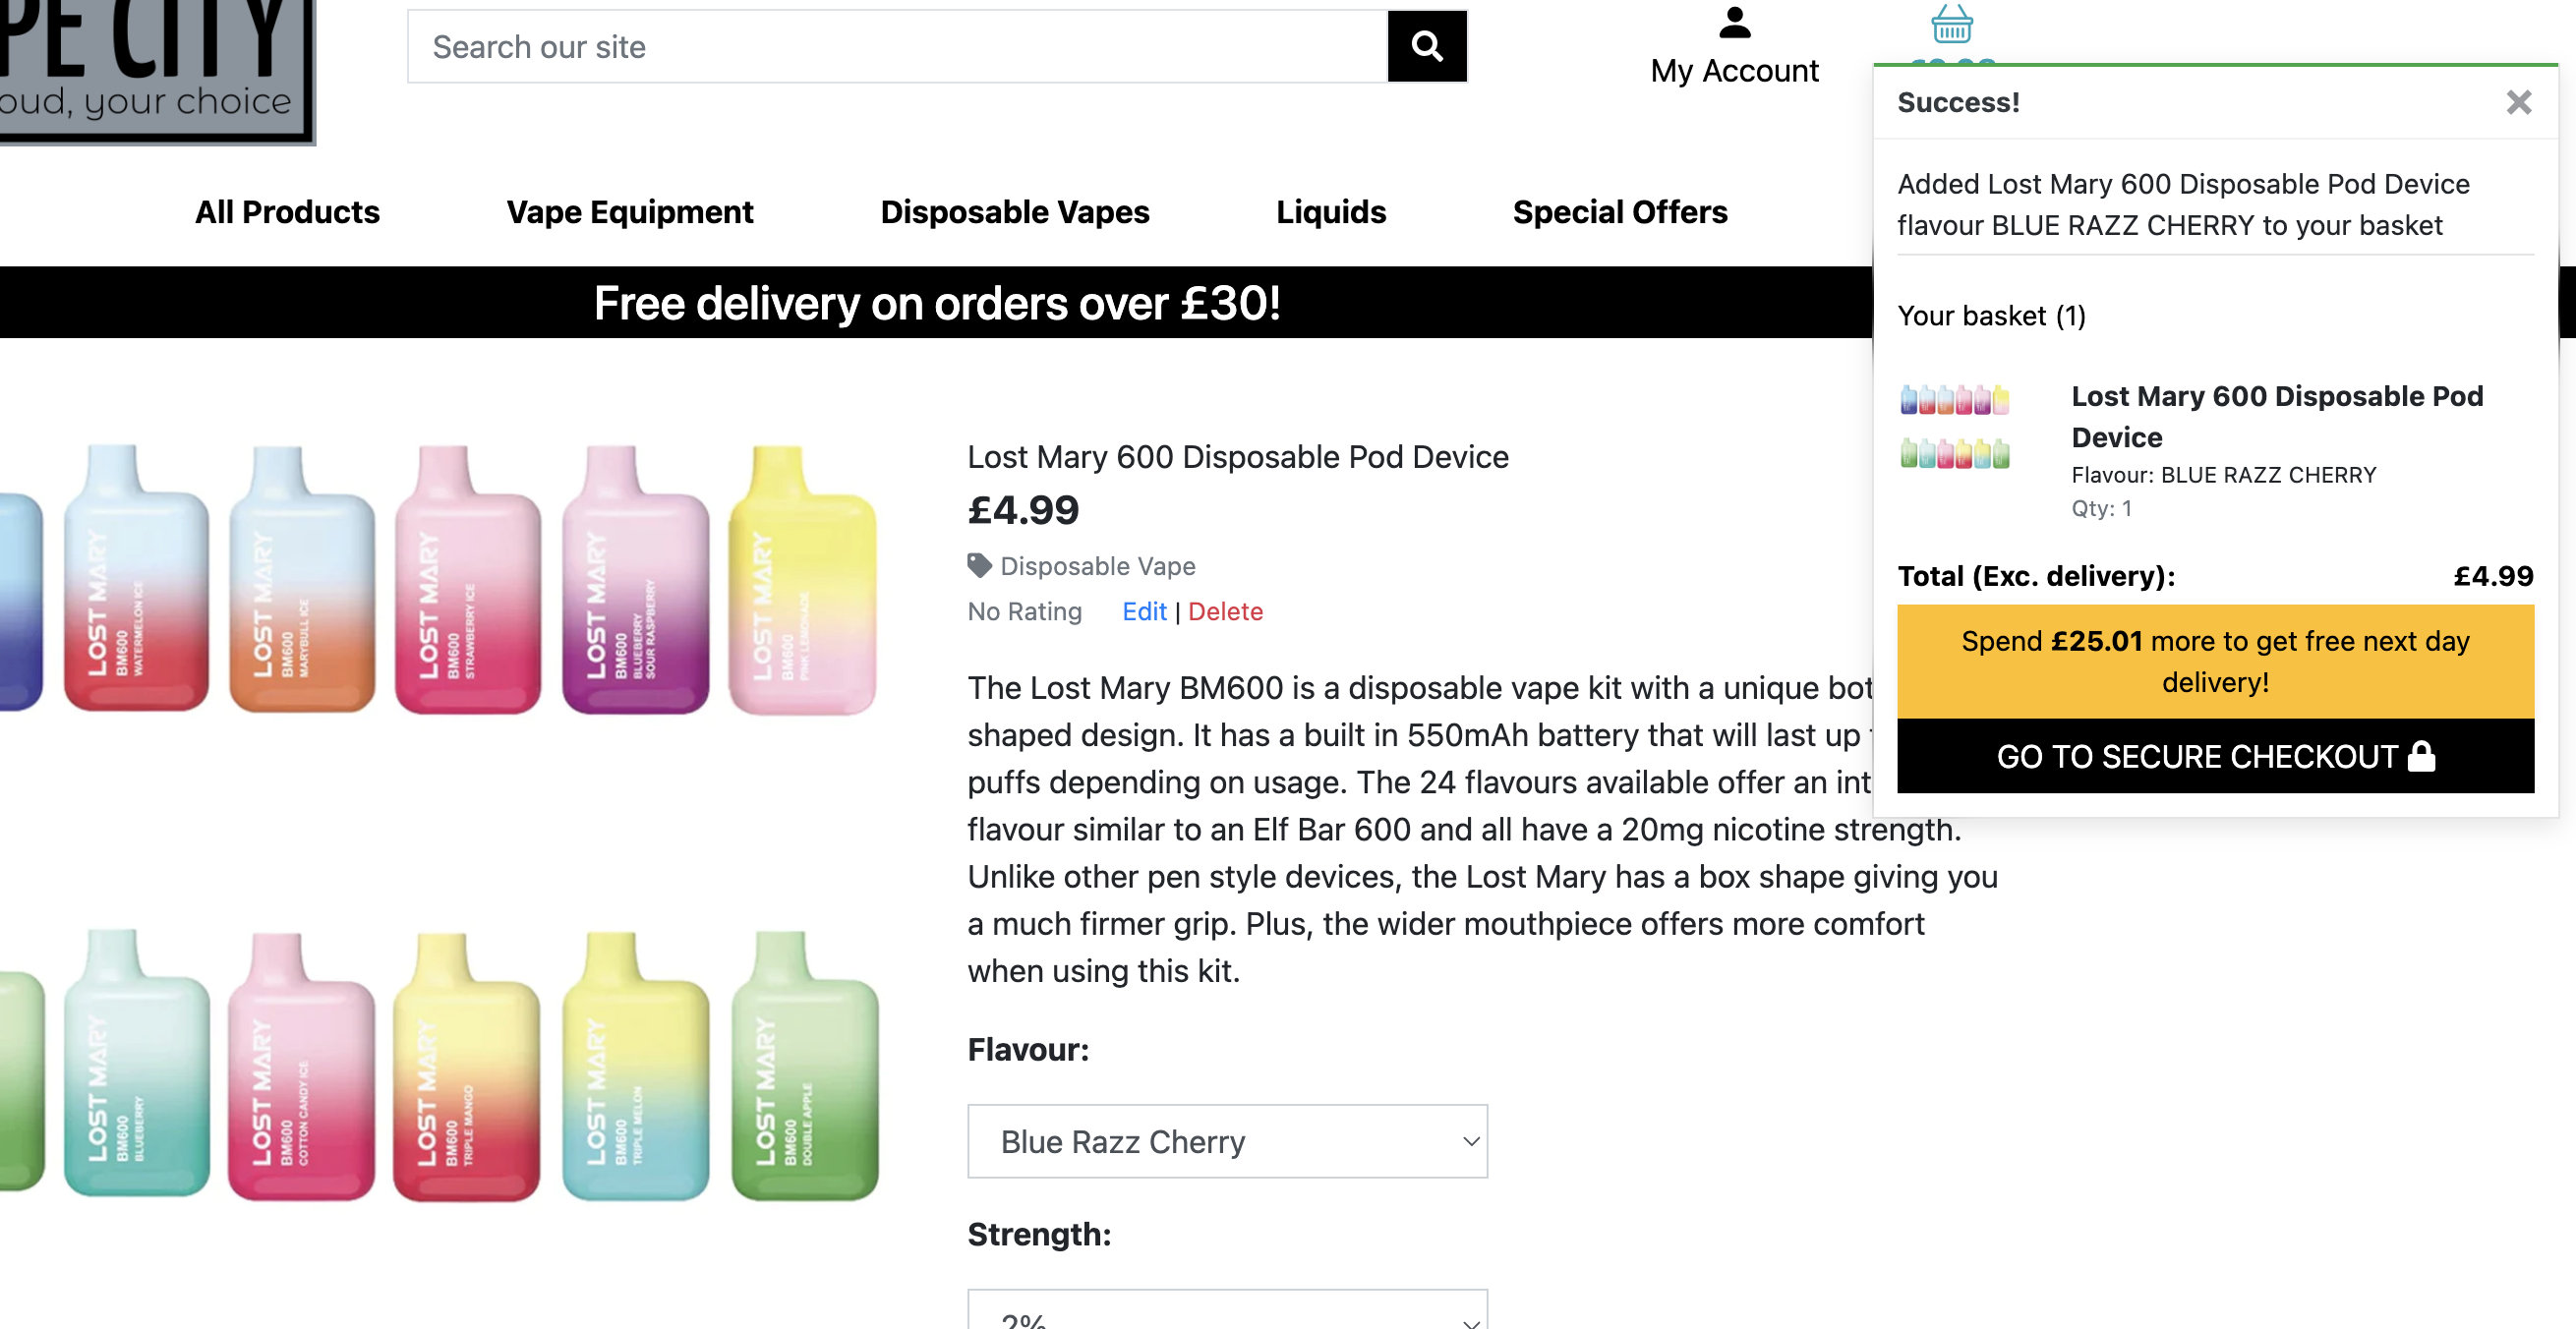 PE CITY
oud, your choice
Search our site
My Account
Success!
Added Lost Mary 600 Disposable Pod Device
flavour BLUE RAZZ CHERRY to your basket
Your basket (1)
Lost Mary 600 Disposable Pod
Device
Flavour: BLUE RAZZ CHERRY
Qty: 1
Total (Exc. delivery): £4.99
Spend £25.01 more to get free next day
delivery!
GO TO SECURE CHECKOUT
All Products Vape Equipment Disposable Vapes Liquids Special Offers
Free delivery on orders over £30!
LOST MARY
BM600
WATERMELON ICE
LOST MARY
BM600
MARYBULL ICE
LOST MARY
BM600
STRAWBERRY ICE
LOST MARY
BM600
BLUEBERRY
SOUR RASPBERRY
LOST MARY
BM600
PINK LEMONADE
LOST MARY
BM600
BLUEBERRY
LOST MARY
BM600
COTTON CANDY ICE
LOST MARY
BM600
TRIPLE MANGO
LOST MARY
BM600
TRIPLE MELON
LOST MARY
BM600
DOUBLE APPLE
Lost Mary 600 Disposable Pod Device
£4.99
Disposable Vape
No Rating Edit | Delete
The Lost Mary BM600 is a disposable vape kit with a unique bot
shaped design. It has a built in 550mAh battery that will last up
puffs depending on usage. The 24 flavours available offer an int
flavour similar to an Elf Bar 600 and all have a 20mg nicotine strength.
Unlike other pen style devices, the Lost Mary has a box shape giving you
a much firmer grip. Plus, the wider mouthpiece offers more comfort
when using this kit.
Flavour:
Blue Razz Cherry
Strength:
2%